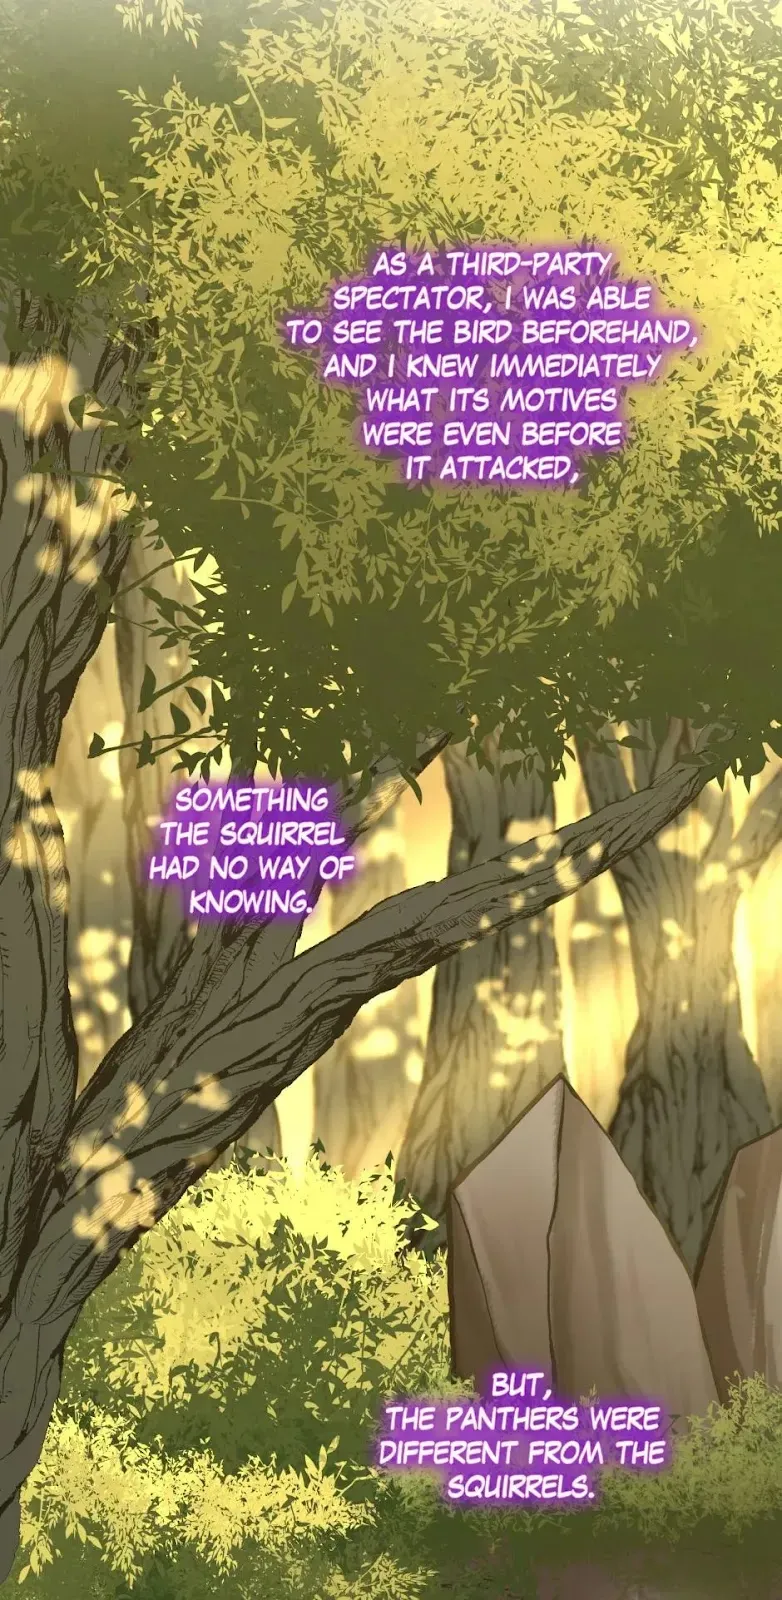 AS A THIRD-PARTY
SPECTATOR, I WAS ABLE
TO SEE THE BIRD BEFOREHAND,
AND I KNEW IMMEDIATELY
WHAT ITS MOTIVES
WERE EVEN BEFORE
IT ATTACKED,
SOMETHING
THE SQUIRREL
HAD NO WAY OF
KNOWING.
BUT,
THE PANTHERS WERE
DIFFERENT FROM THE
SQUIRRELS.